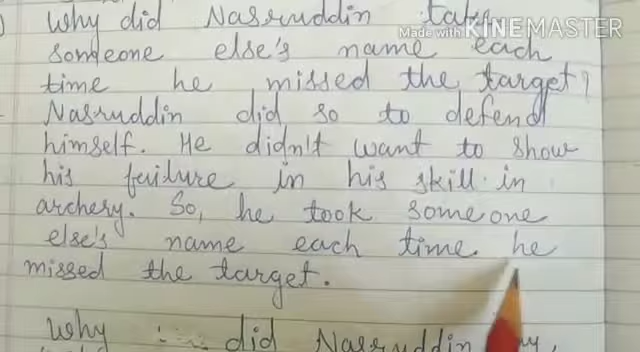 Why did Nasruddin take
Made with KINEMASTER
someone else's name each
time he missed the target?
Nasruddin did so to defend
himself. He didn't want to show
his failure in his skill in
archery. So, he took someone
else's name each time he
missed the target.
Why did Nasruddin